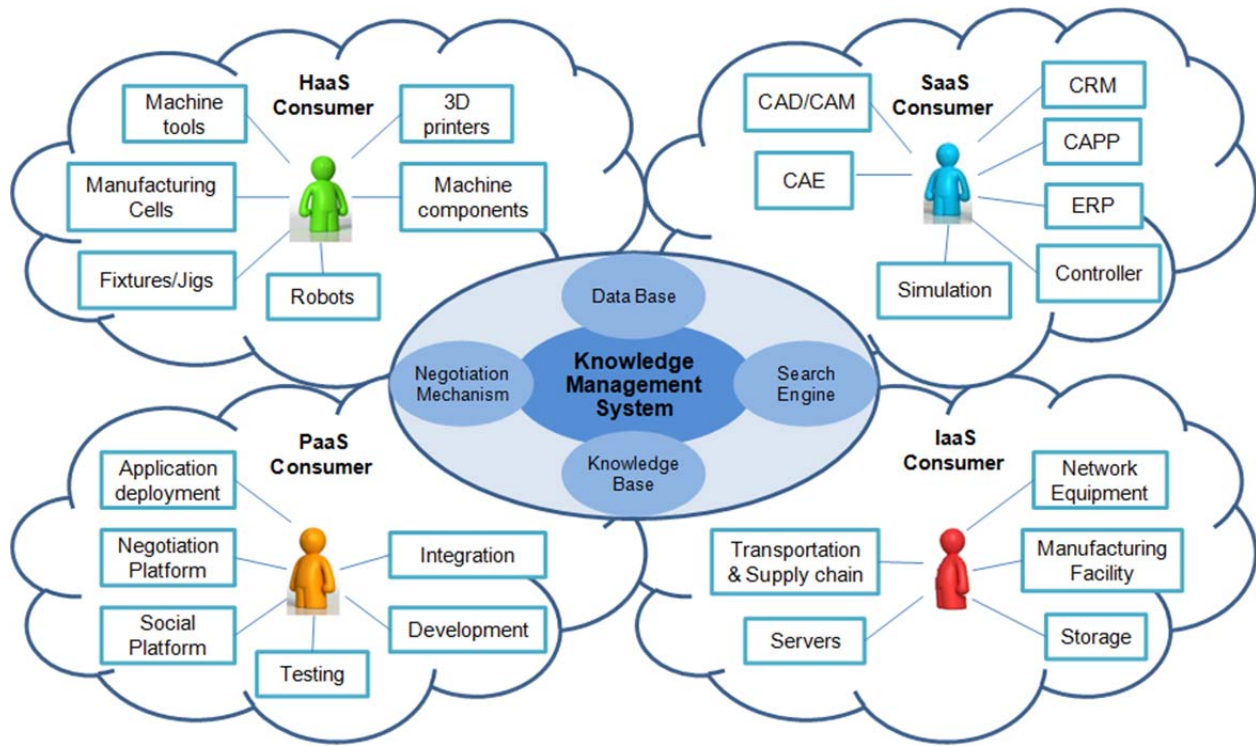 HaaS
Consumer
Machine
tools
3D
printers
Manufacturing
Cells
Machine
components
Fixtures/Jigs
Robots
SaaS
Consumer
CAD/CAM
CRM
CAPP
CAE
ERP
Simulation
Controller
Data Base
Negotiation
Mechanism
Knowledge
Management
System
Search
Engine
Knowledge
Base
PaaS
Consumer
Application
deployment
Negotiation
Platform
Integration
Social
Platform
Development
Testing
IaaS
Consumer
Network
Equipment
Transportation
& Supply chain
Manufacturing
Facility
Servers
Storage